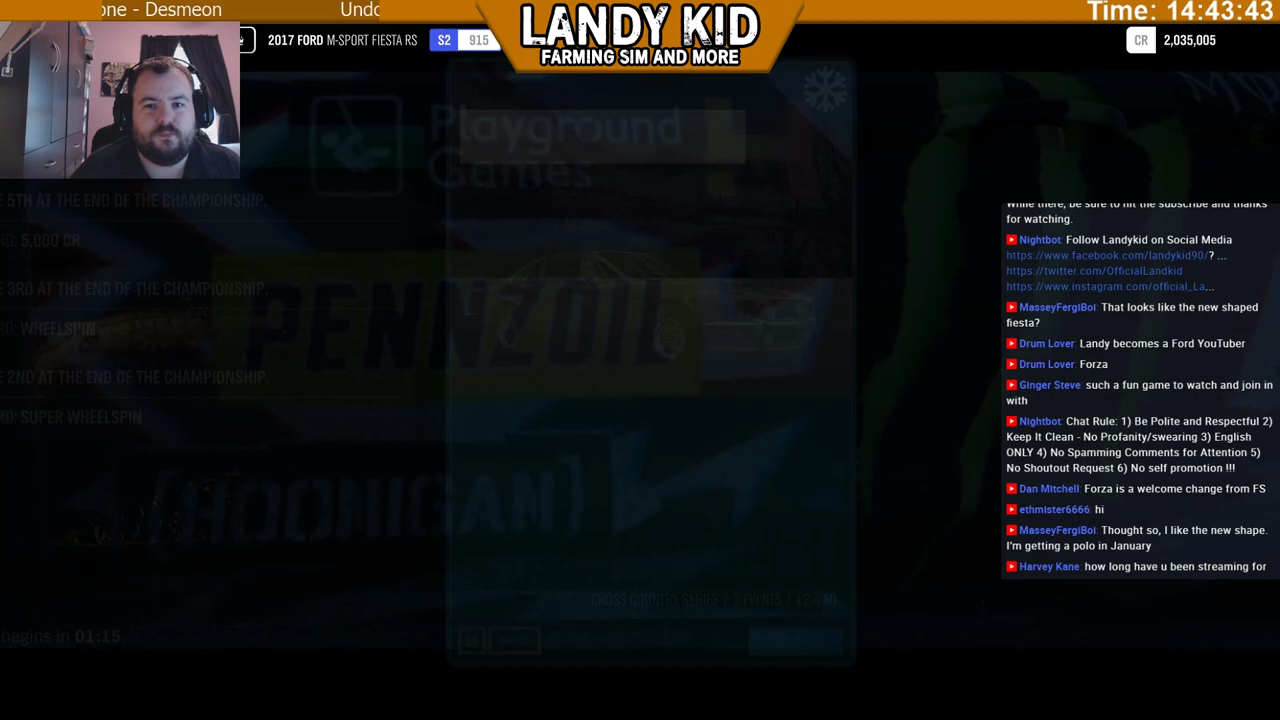 one - Desmeon
Undo
LANDY KID
FARMING SIM AND MORE
Time: 14:43:43
2017 FORD M-SPORT FIESTA RS
S2 915
CR 2,035,005
Playground
Games
E 5TH AT THE END OF THE CHAMPIONSHIP.
RD: 5,000 CR
E 3RD AT THE END OF THE CHAMPIONSHIP.
RD: WHEELSPIN
E 2ND AT THE END OF THE CHAMPIONSHIP.
RD: SUPER WHEELSPIN
PENNZOIL
[HOONIGAN]
CROSS COUNTRY SERIES / 3 EVENTS / 12.4 MI
begins in 01:15
While there, be sure to hit the subscribe and thanks
for watching.
Nightbot: Follow Landykid on Social Media
https://www.facebook.com/landykid90/? ...
https://twitter.com/OfficialLandkid
https://www.instagram.com/official_La...
MasseyFergiBoi: That looks like the new shaped
fiesta?
Drum Lover: Landy becomes a Ford YouTuber
Drum Lover: Forza
Ginger Steve: such a fun game to watch and join in
with
Nightbot: Chat Rule: 1) Be Polite and Respectful 2)
Keep It Clean - No Profanity/swearing 3) English
ONLY 4) No Spamming Comments for Attention 5)
No Shoutout Request 6) No self promotion !!!
Dan Mitchell: Forza is a welcome change from FS
ethmister6666: hi
MasseyFergiBoi: Thought so, I like the new shape.
I'm getting a polo in January
Harvey Kane: how long have u been streaming for